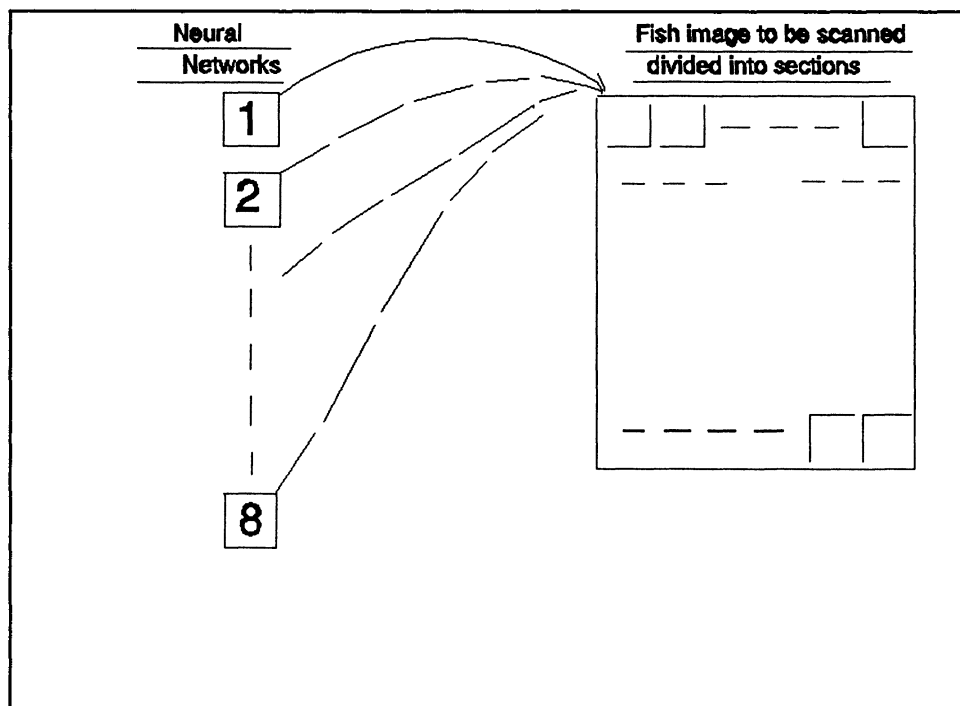 Neural
Networks
Fish image to be scanned
divided into sections
1
2
8